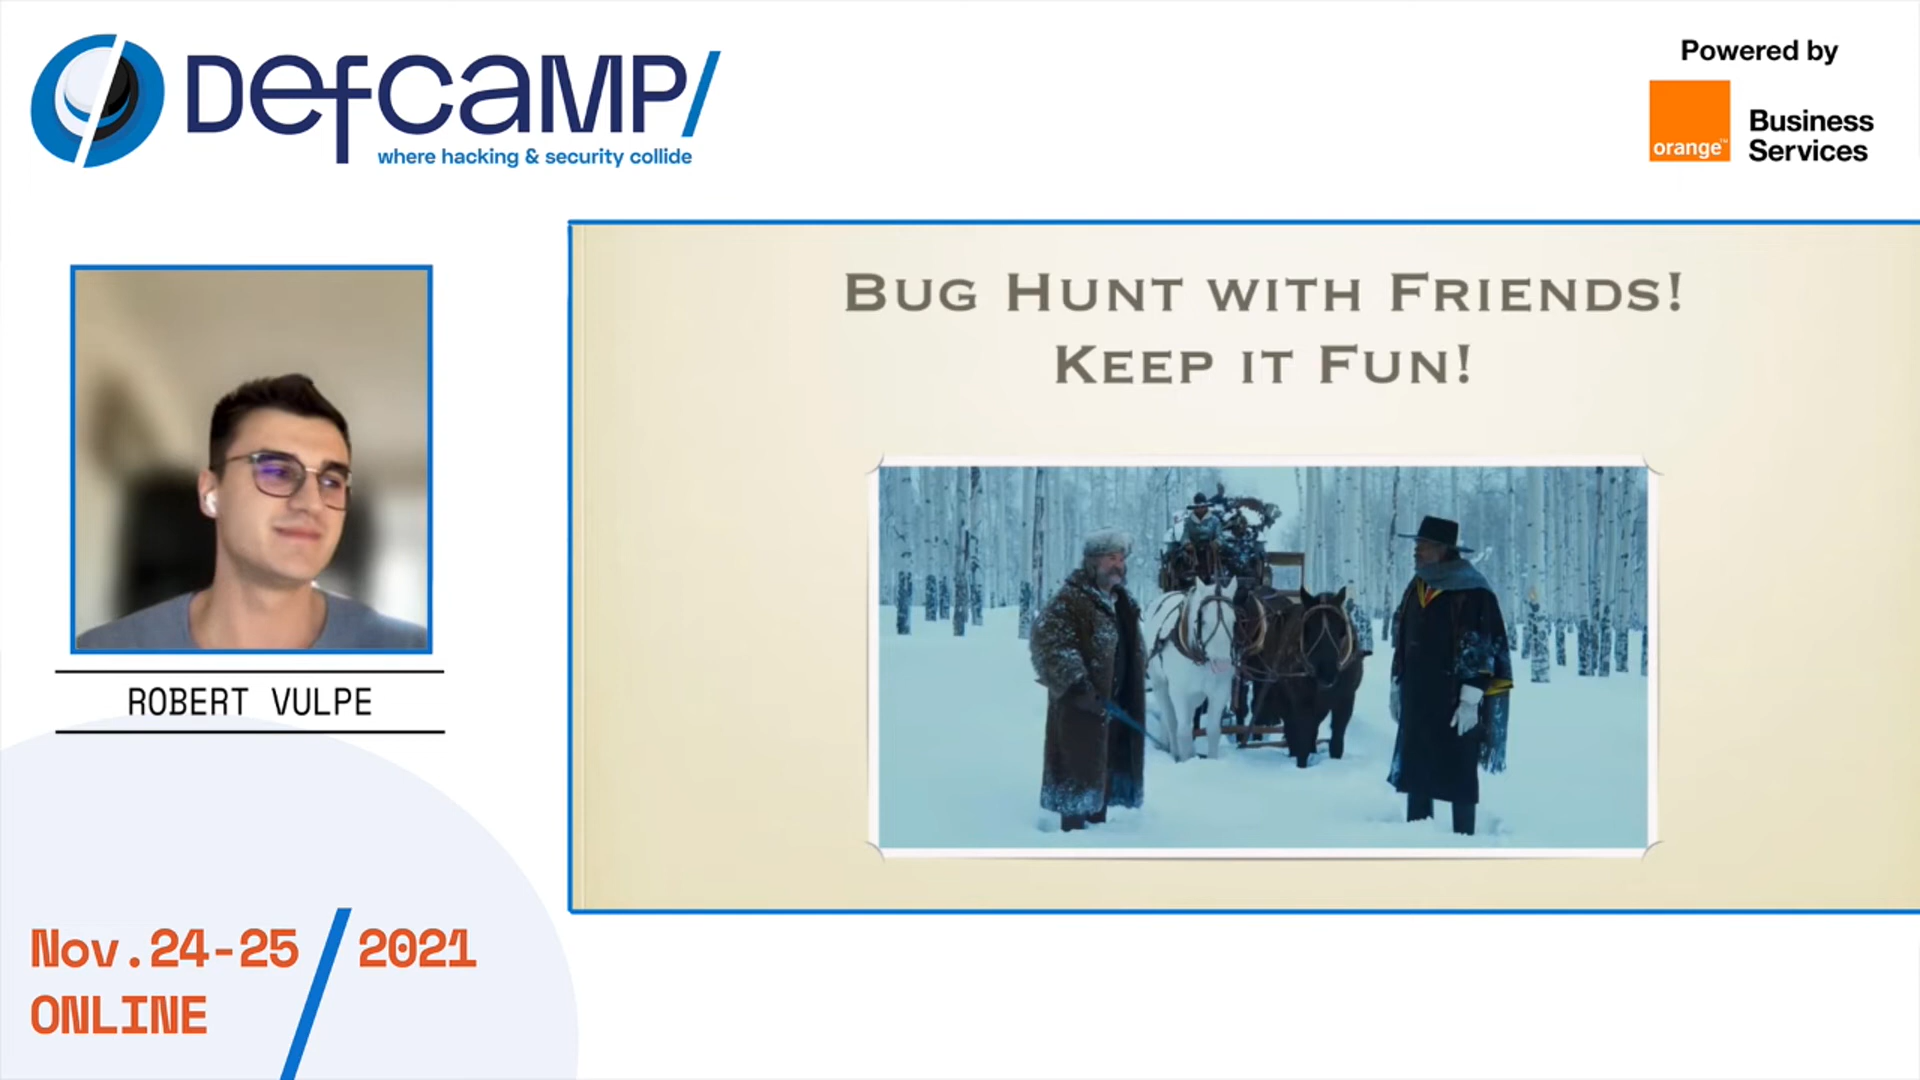 DefCAMP/
where hacking & security collide
Powered by
orange™
Business
Services
BUG HUNT WITH FRIENDS!
KEEP IT FUN!
ROBERT VULPE
Nov.24-25/2021
ONLINE